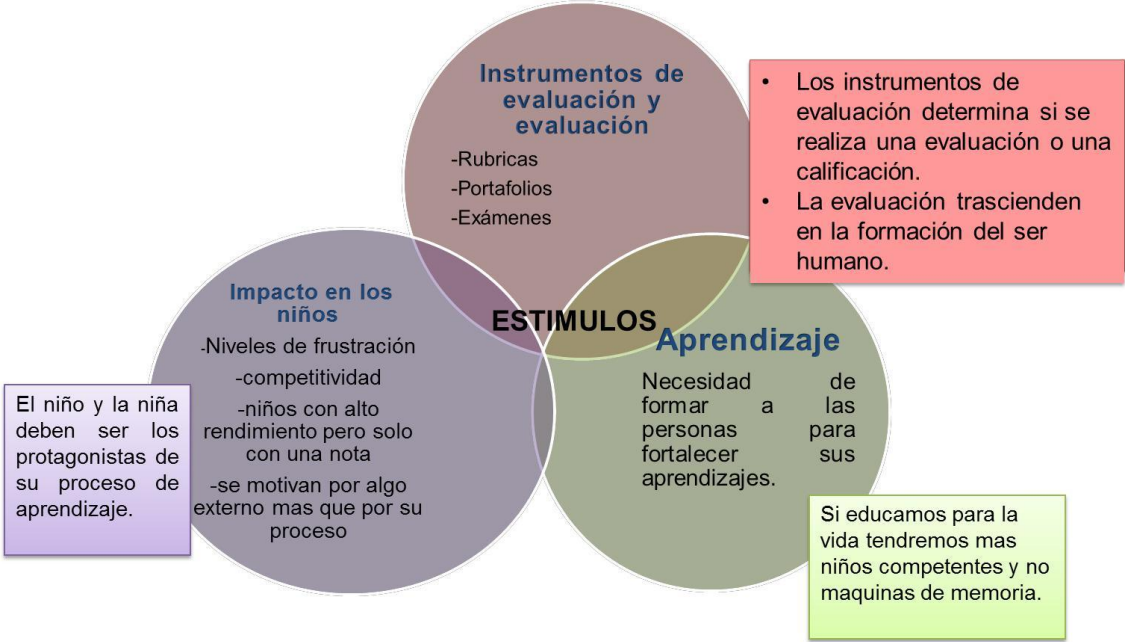 Instrumentos de
evaluación y
evaluación
-Rubricas
-Portafolios
-Exámenes
• Los instrumentos de
evaluación determina si se
realiza una evaluación o una
calificación.
• La evaluación trascienden
en la formación del ser
humano.
Impacto en los
niños
-Niveles de frustración
-competitividad
-niños con alto
rendimiento pero solo
con una nota
-se motivan por algo
externo mas que por su
proceso
ESTIMULOS
Aprendizaje
Necesidad de
formar a las
personas para
fortalecer sus
aprendizajes.
El niño y la niña
deben ser los
protagonistas de
su proceso de
aprendizaje.
Si educamos para la
vida tendremos mas
niños competentes y no
maquinas de memoria.